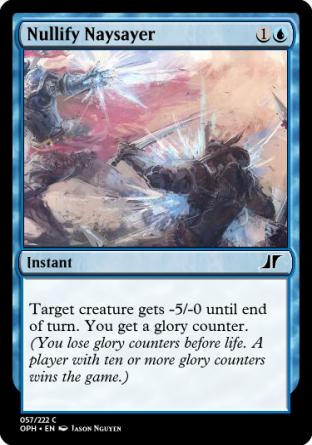 Nullify Naysayer 1
Instant
Target creature gets -5/-0 until end
of turn. You get a glory counter.
(You lose glory counters before life. A
player with ten or more glory counters
wins the game.)
057/222 C
OPH • EN Jason Nguyen